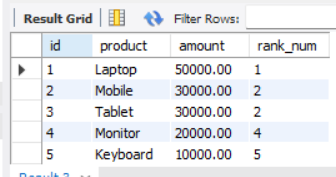 Result Grid Filter Rows:
id product amount rank_num
1 Laptop 50000.00 1
2 Mobile 30000.00 2
3 Tablet 30000.00 2
4 Monitor 20000.00 4
5 Keyboard 10000.00 5